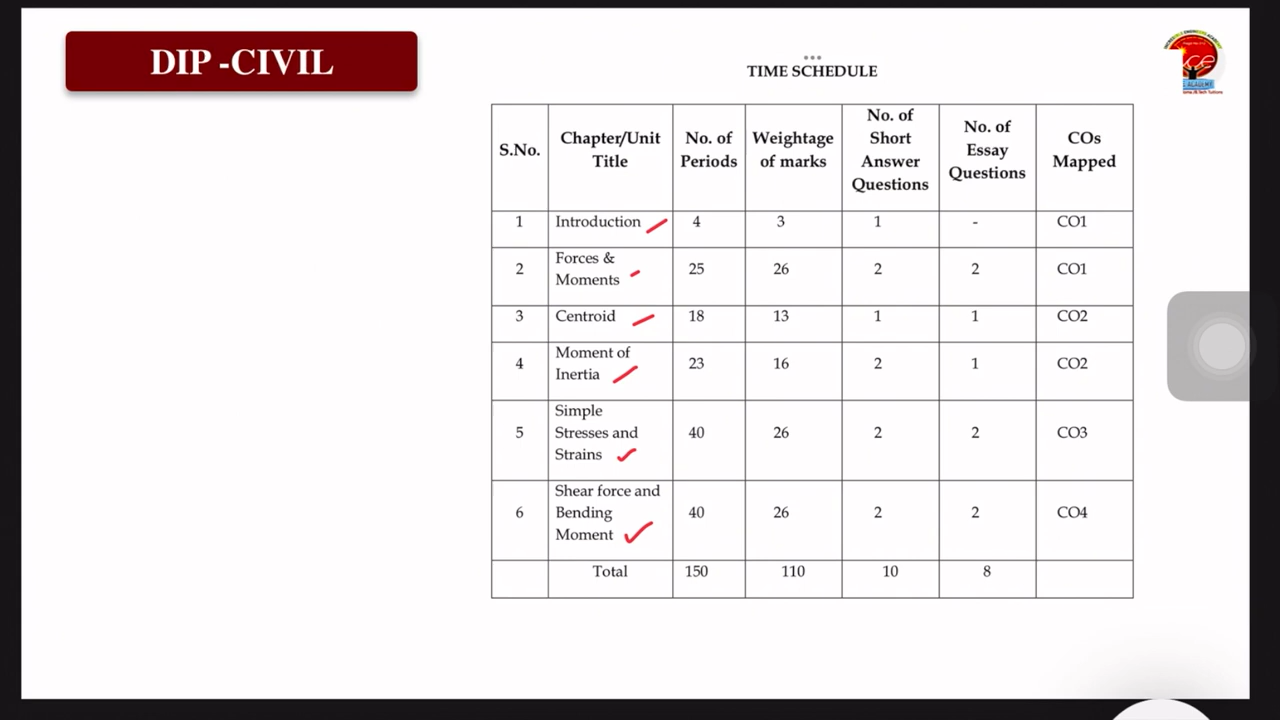 DIP -CIVIL
TIME SCHEDULE
S.No.
Chapter/Unit
Title
No. of
Periods
Weightage
of marks
No. of
Short
Answer
Questions
No. of
Essay
Questions
COs
Mapped
1 Introduction 4 3 1 - CO1
2 Forces &
Moments 25 26 2 2 CO1
3 Centroid 18 13 1 1 CO2
4 Moment of
Inertia 23 16 2 1 CO2
5 Simple
Stresses and
Strains 40 26 2 2 CO3
6 Shear force and
Bending
Moment 40 26 2 2 CO4
Total 150 110 10 8